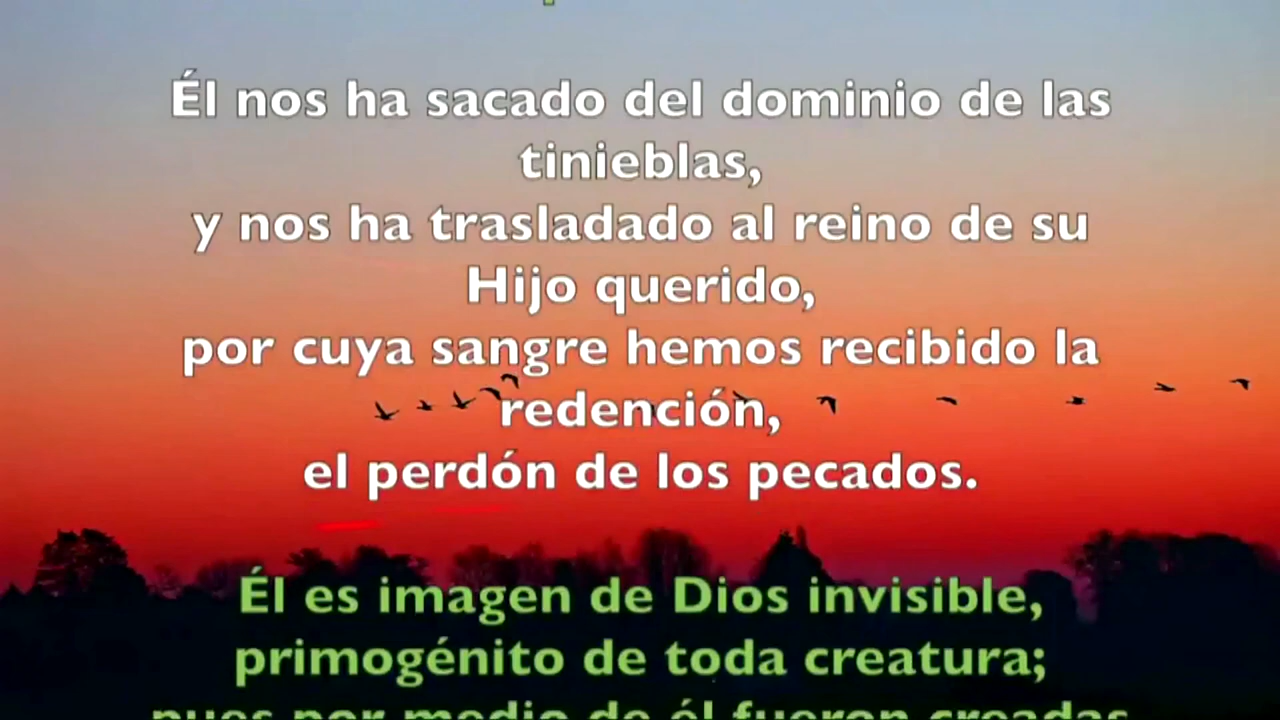 Él nos ha sacado del dominio de las
tinieblas,
y nos ha trasladado al reino de su
Hijo querido,
por cuya sangre hemos recibido la
redención,
el perdón de los pecados.
Él es imagen de Dios invisible,
primogénito de toda creatura;
pues por medio de él fueron creadas